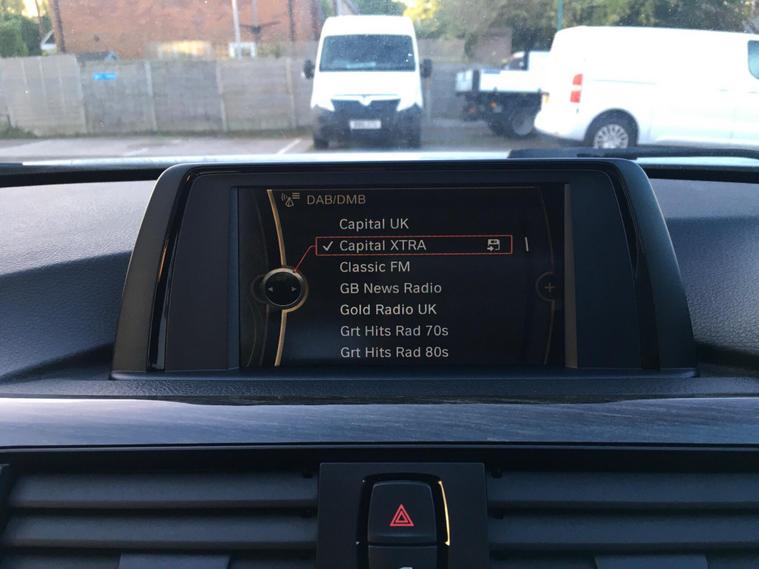 DAB/DMB
Capital UK
Capital XTRA
Classic FM
GB News Radio
Gold Radio UK
Grt Hits Rad 70s
Grt Hits Rad 80s